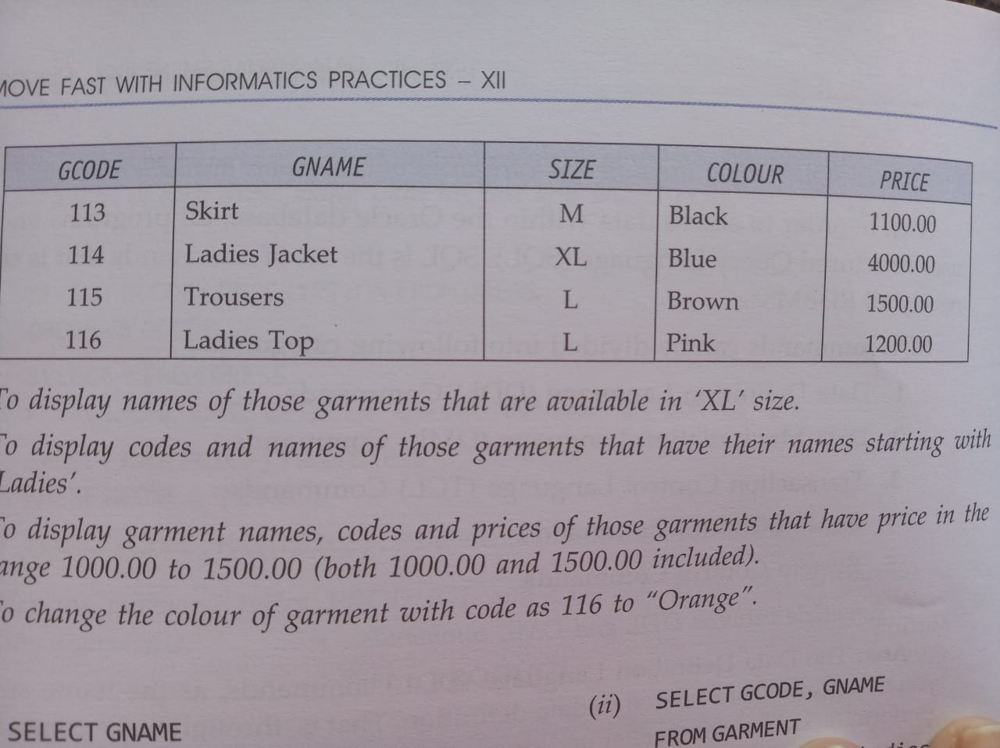 MOVE FAST WITH INFORMATICS PRACTICES – XII
GCODE GNAME SIZE COLOUR PRICE
113 Skirt M Black 1100.00
114 Ladies Jacket XL Blue 4000.00
115 Trousers L Brown 1500.00
116 Ladies Top L Pink 1200.00
To display names of those garments that are available in ‘XL’ size.
To display codes and names of those garments that have their names starting with
Ladies’.
To display garment names, codes and prices of those garments that have price in the
range 1000.00 to 1500.00 (both 1000.00 and 1500.00 included).
To change the colour of garment with code as 116 to “Orange”.
SELECT GNAME
(ii) SELECT GCODE, GNAME
FROM GARMENT